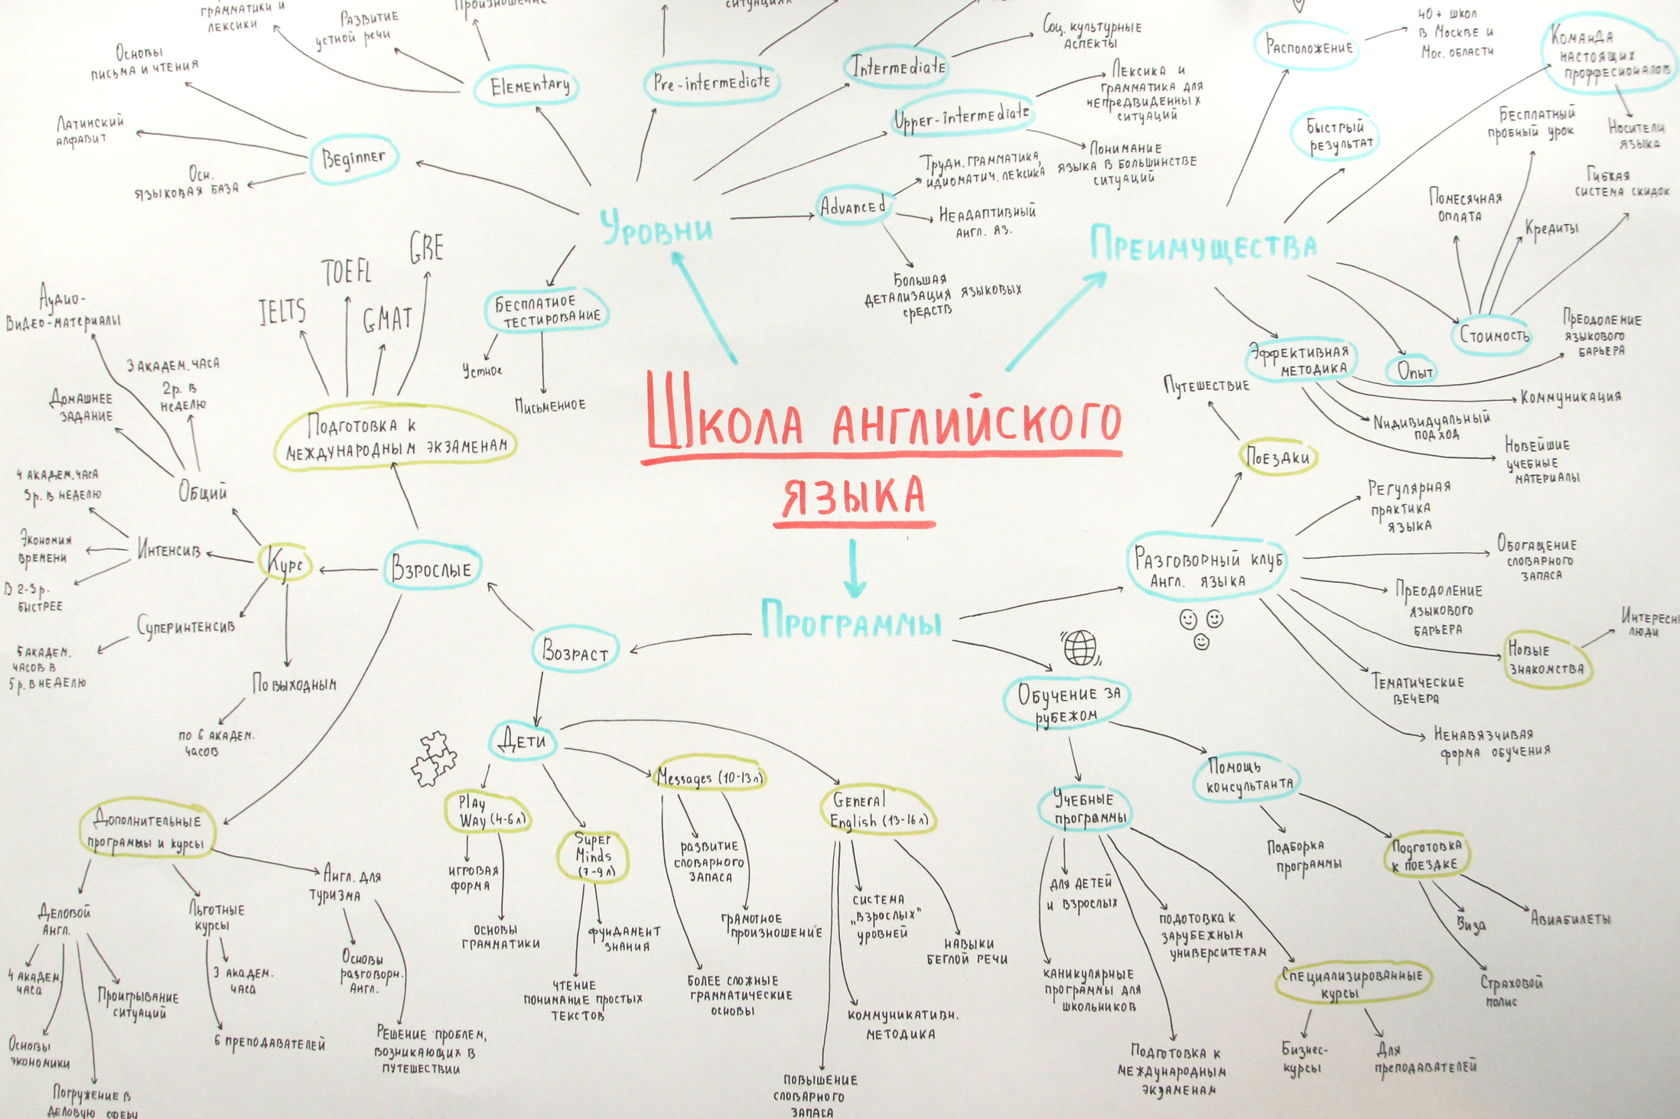 ГРАММАТИКИ И
ЛЕКСИКИ
РАЗВИТИЕ
УСТНОЙ РЕЧИ
ПРОИЗНОШЕНИЕ
СИТУАЦИЯХ
ОСНОВЫ
ПИСЬМА И ЧТЕНИЯ
ЛАТИНСКИЙ
АЛФАВИТ
ОСН.
ЯЗЫКОВАЯ БАЗА
BEGINNER
ELEMENTARY
PRE-INTERMEDIATE
INTERMEDIATE
СОЦ. КУЛЬТУРНЫЕ
АСПЕКТЫ
UPPER-INTERMEDIATE
ЛЕКСИКА И
ГРАММАТИКА ДЛЯ
НЕПРЕДВИДЕННЫХ
СИТУАЦИЙ
ПОНИМАНИЕ
ЯЗЫКА В БОЛЬШИНСТВЕ
СИТУАЦИЙ
ADVANCED
ТРУДН. ГРАММАТИКА,
ИДИОМАТИЧ. ЛЕКСИКА
НЕАДАПТИВНЫЙ
АНГЛ. ЯЗ.
БОЛЬШАЯ
ДЕТАЛИЗАЦИЯ ЯЗЫКОВЫХ
СРЕДСТВ
УРОВНИ
БЕСПЛАТНОЕ
ТЕСТИРОВАНИЕ
УСТНОЕ
ПИСЬМЕННОЕ
РАСПОЛОЖЕНИЕ
40+ ШКОЛ
В МОСКВЕ И
МОС. ОБЛАСТИ
КОМАНДА
НАСТОЯЩИХ
ПРОФФЕСИОНАЛОВ
НОСИТЕЛИ
ЯЗЫКА
БЫСТРЫЙ
РЕЗУЛЬТАТ
БЕСПЛАТНЫЙ
ПРОБНЫЙ УРОК
ГИБКАЯ
СИСТЕМА СКИДОК
ПОМЕСЯЧНАЯ
ОПЛАТА
КРЕДИТЫ
СТОИМОСТЬ
ПРЕИМУЩЕСТВА
ЭФФЕКТИВНАЯ
МЕТОДИКА
ОПЫТ
ПРЕОДОЛЕНИЕ
ЯЗЫКОВОГО
БАРЬЕРА
КОММУНИКАЦИЯ
ИНДИВИДУАЛЬНЫЙ
ПОДХОД
НОВЕЙШИЕ
УЧЕБНЫЕ
МАТЕРИАЛЫ
IELTS
TOEFL
GMAT
GRE
ПОДГОТОВКА К
МЕЖДУНАРОДНЫМ ЭКЗАМЕНАМ
АУДИО-
ВИДЕО-МАТЕРИАЛЫ
3 АКАДЕМ. ЧАСА
2 р. В
НЕДЕЛЮ
ДОМАШНЕЕ
ЗАДАНИЕ
ОБЩИЙ
4 АКАДЕМ. ЧАСА
3 р. В НЕДЕЛЮ
ЭКОНОМИЯ
ВРЕМЕНИ
В 2-3 р.
БЫСТРЕЕ
ИНТЕНСИВ
КУРС
СУПЕРИНТЕНСИВ
5 АКАДЕМ.
ЧАСОВ В
5 р. В НЕДЕЛЮ
ПО ВЫХОДНЫМ
ПО 6 АКАДЕМ.
ЧАСОВ
ВЗРОСЛЫЕ
ШКОЛА АНГЛИЙСКОГО
ЯЗЫКА
ПРОГРАММЫ
ВОЗРАСТ
ДЕТИ
ПУТЕШЕСТВИЕ
ПОЕЗДКИ
РАЗГОВОРНЫЙ КЛУБ
АНГЛ. ЯЗЫКА
РЕГУЛЯРНАЯ
ПРАКТИКА
ЯЗЫКА
ОБОГАЩЕНИЕ
СЛОВАРНОГО
ЗАПАСА
ПРЕОДОЛЕНИЕ
ЯЗЫКОВОГО
БАРЬЕРА
НОВЫЕ
ЗНАКОМСТВА
ЛЮДИ
ТЕМАТИЧЕСКИЕ
ВЕЧЕРА
НЕНАВЯЗЧИВАЯ
ФОРМА ОБУЧЕНИЯ
ДОПОЛНИТЕЛЬНЫЕ
ПРОГРАММЫ И КУРСЫ
ДЕЛОВОЙ
АНГЛ.
4 АКАДЕМ.
ЧАСА
ОСНОВЫ
ЭКОНОМИКИ
ПОГРУЖЕНИЕ В
ДЕЛОВУЮ СФЕРУ
ПРОИГРЫВАНИЕ
СИТУАЦИЙ
ЛЬГОТНЫЕ
КУРСЫ
3 АКАДЕМ.
ЧАСА
6 ПРЕПОДАВАТЕЛЕЙ
АНГЛ. ДЛЯ
ТУРИЗМА
ОСНОВЫ
РАЗГОВОРН.
АНГЛ.
РЕШЕНИЕ ПРОБЛЕМ,
ВОЗНИКАЮЩИХ В
ПУТЕШЕСТВИИ
PLAY
WAY (4-6 Л)
ИГРОВАЯ
ФОРМА
ОСНОВЫ
ГРАММАТИКИ
SUPER
MINDS
(7-9 Л)
ЧТЕНИЕ
ПОНИМАНИЕ ПРОСТЫХ
ТЕКСТОВ
ФУНДАМЕНТ
ЗНАНИЯ
MESSAGES (10-13 Л)
РАЗВИТИЕ
СЛОВАРНОГО
ЗАПАСА
ГРАМОТНОЕ
ПРОИЗНОШЕНИЕ
БОЛЕЕ СЛОЖНЫЕ
ГРАММАТИЧЕСКИЕ
ОСНОВЫ
GENERAL
ENGLISH (13-16 Л)
СИСТЕМА
„ВЗРОСЛЫХ"
УРОВНЕЙ
НАВЫКИ
БЕГЛОЙ РЕЧИ
КОММУНИКАТИВН.
МЕТОДИКА
ПОВЫШЕНИЕ
СЛОВАРНОГО
ЗАПАСА
ОБУЧЕНИЕ ЗА
РУБЕЖОМ
УЧЕБНЫЕ
ПРОГРАММЫ
ДЛЯ ДЕТЕЙ
И ВЗРОСЛЫХ
КАНИКУЛЯРНЫЕ
ПРОГРАММЫ ДЛЯ
ШКОЛЬНИКОВ
ПОДГОТОВКА К
ЗАРУБЕЖНЫМ
УНИВЕРСИТЕТАМ
ПОДГОТОВКА К
МЕЖДУНАРОДНЫМ
ЭКЗАМЕНАМ
СПЕЦИАЛИЗИРОВАННЫЕ
КУРСЫ
БИЗНЕС-
КУРСЫ
ДЛЯ
ПРЕПОДАВАТЕЛЕЙ
ПОМОЩЬ
КОНСУЛЬТАНТА
ПОДБОРКА
ПРОГРАММЫ
ПОДГОТОВКА
К ПОЕЗДКЕ
ВИЗА
АВИАБИЛЕТЫ
СТРАХОВОЙ
ПОЛИС